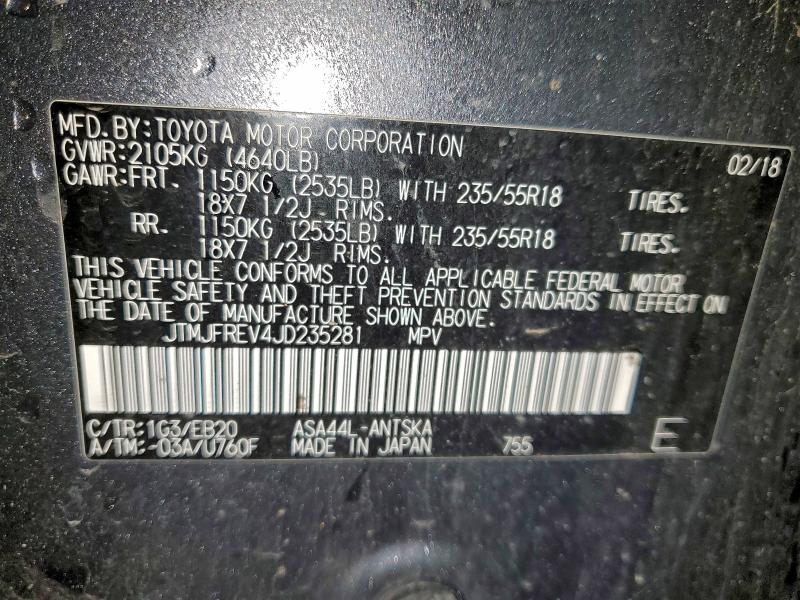 MFD. BY: TOYOTA MOTOR CORPORATION 02/18
GVWR: 2105KG (4640LB)
GAWR: FRT. 1150KG (2535LB) WITH 235/55R18 TIRES.
18X7 1/2J RIMS.
RR. 1150KG (2535LB) WITH 235/55R18 TIRES.
18X7 1/2J RIMS.
THIS VEHICLE CONFORMS TO ALL APPLICABLE FEDERAL MOTOR
VEHICLE SAFETY AND THEFT PREVENTION STANDARDS IN EFFECT ON
THE DATE OF MANUFACTURE SHOWN ABOVE.
JTMJFREV4JD235281 MPV
C/TR: 1G3/EB20 ASA44L-ANTSKA
A/TM: -03A/U760F MADE IN JAPAN 755 E